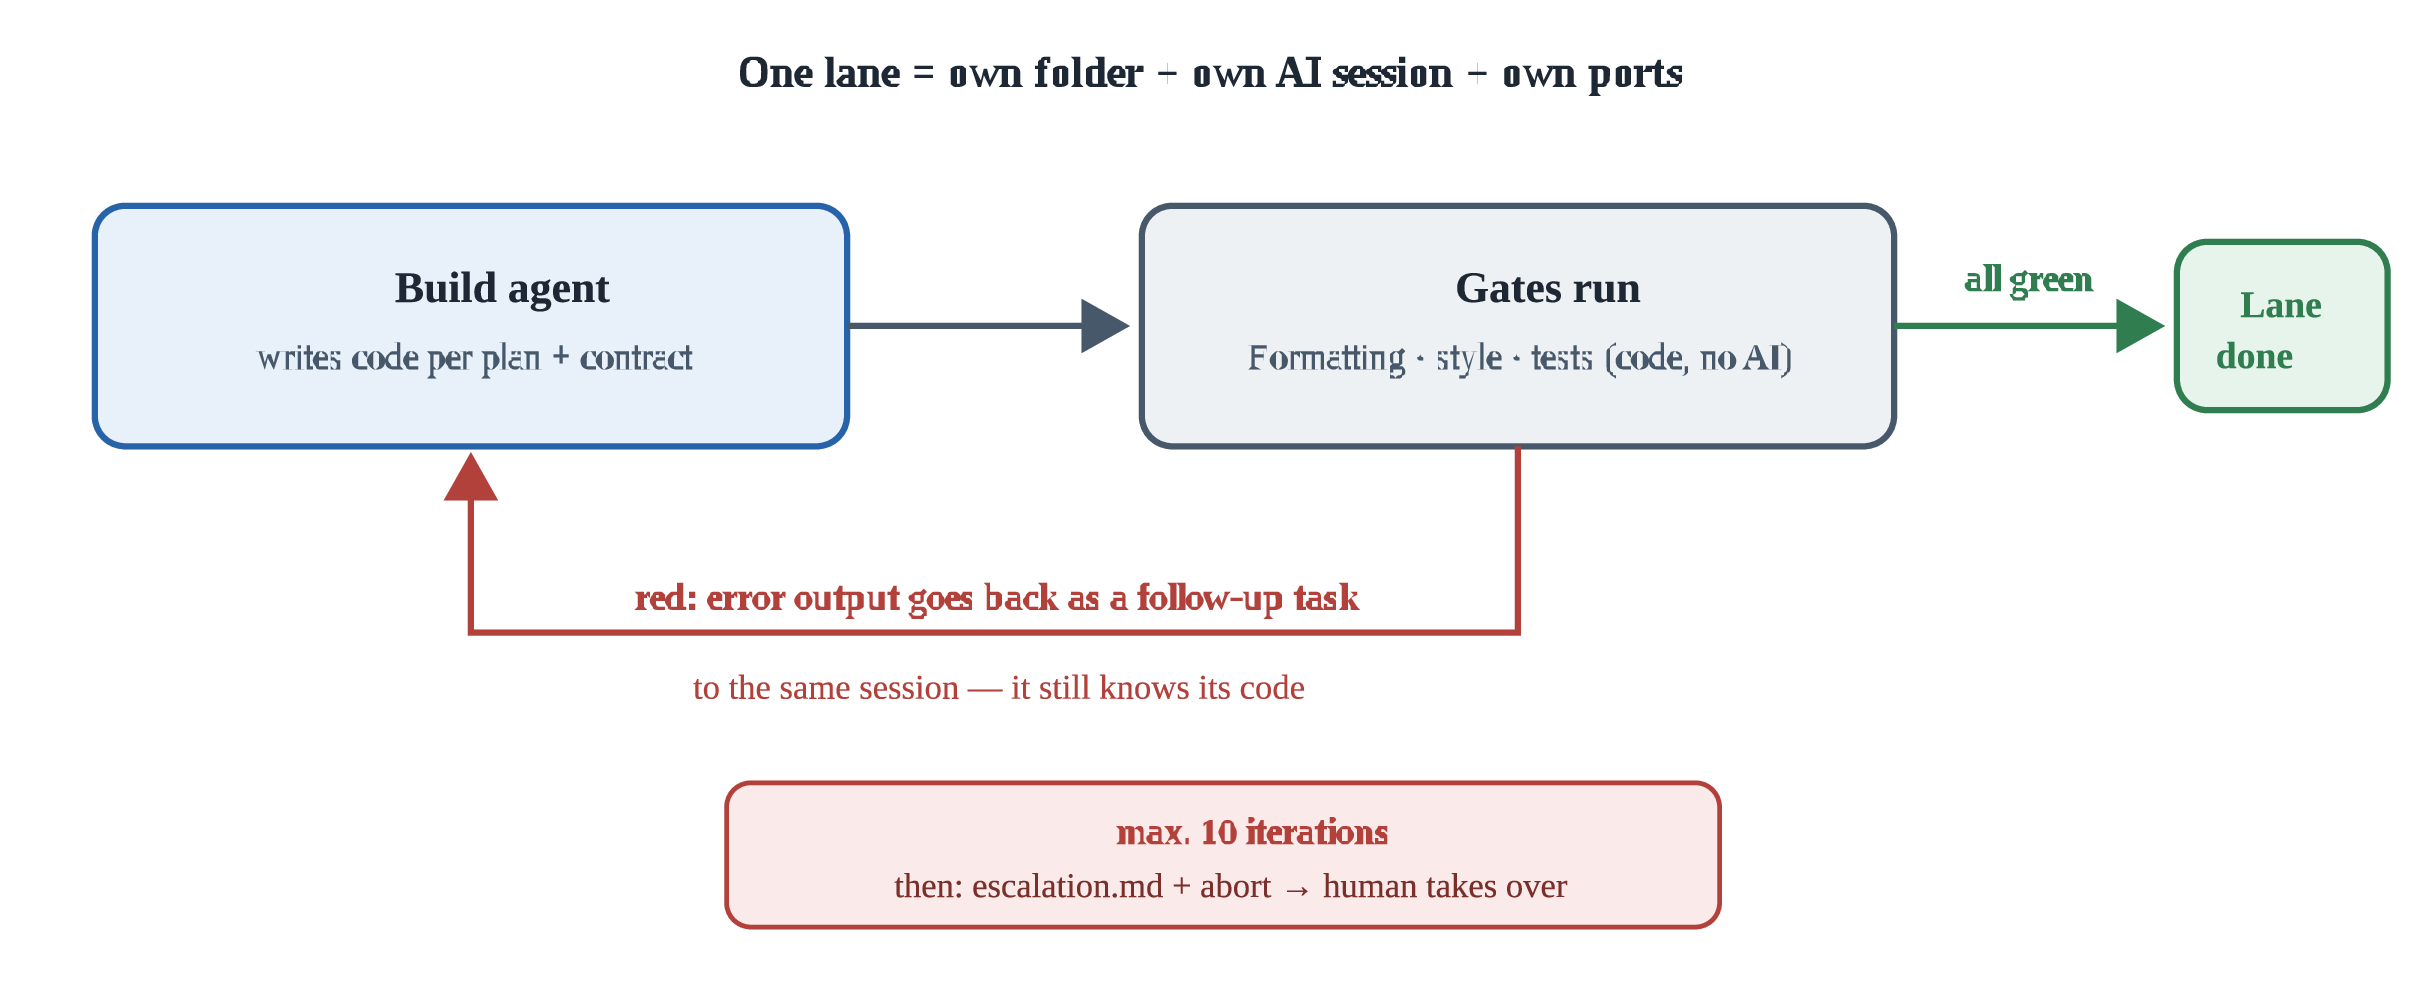 One lane = own folder + own AI session + own ports
Build agent
writes code per plan + contract
Gates run
Formatting · style · tests (code, no AI)
all green
Lane
done
red: error output goes back as a follow-up task
to the same session — it still knows its code
max. 10 iterations
then: escalation.md + abort → human takes over